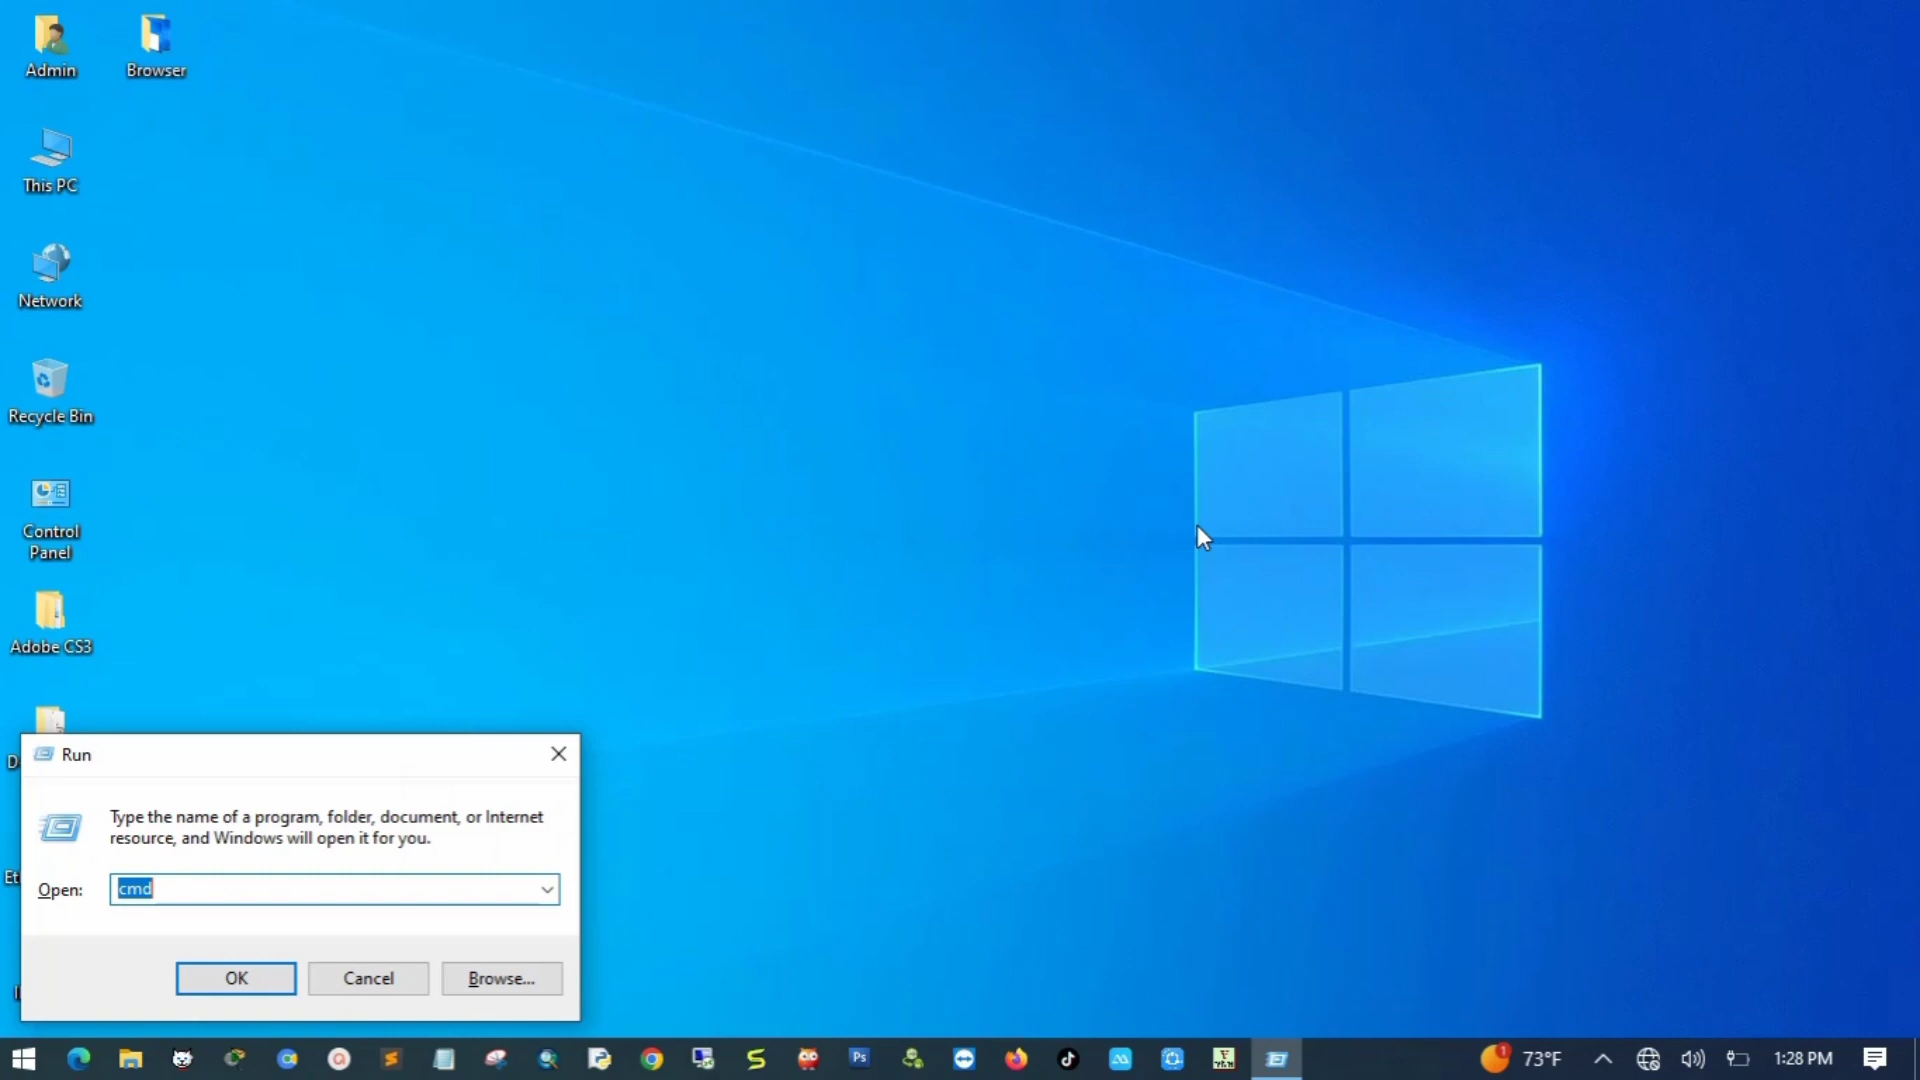 Admin
Browser
This PC
Network
Recycle Bin
Control
Panel
Adobe CS3
Run
Type the name of a program, folder, document, or Internet
resource, and Windows will open it for you.
Open:
cmd
OK
Cancel
Browse...
Ps
1
73°F
1:28 PM